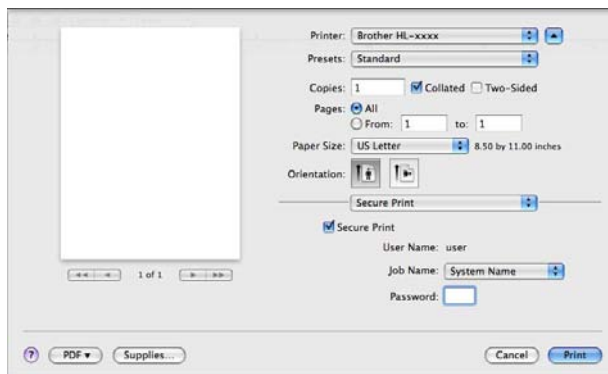 Printer: Brother HL-xxxx
Presets: Standard
Copies: 1 Collated Two-Sided
Pages: All
From: 1 to: 1
Paper Size: US Letter 8.50 by 11.00 inches
Orientation:
Secure Print
Secure Print
User Name: user
Job Name: System Name
Password:
1 of 1
? PDF Supplies... Cancel Print